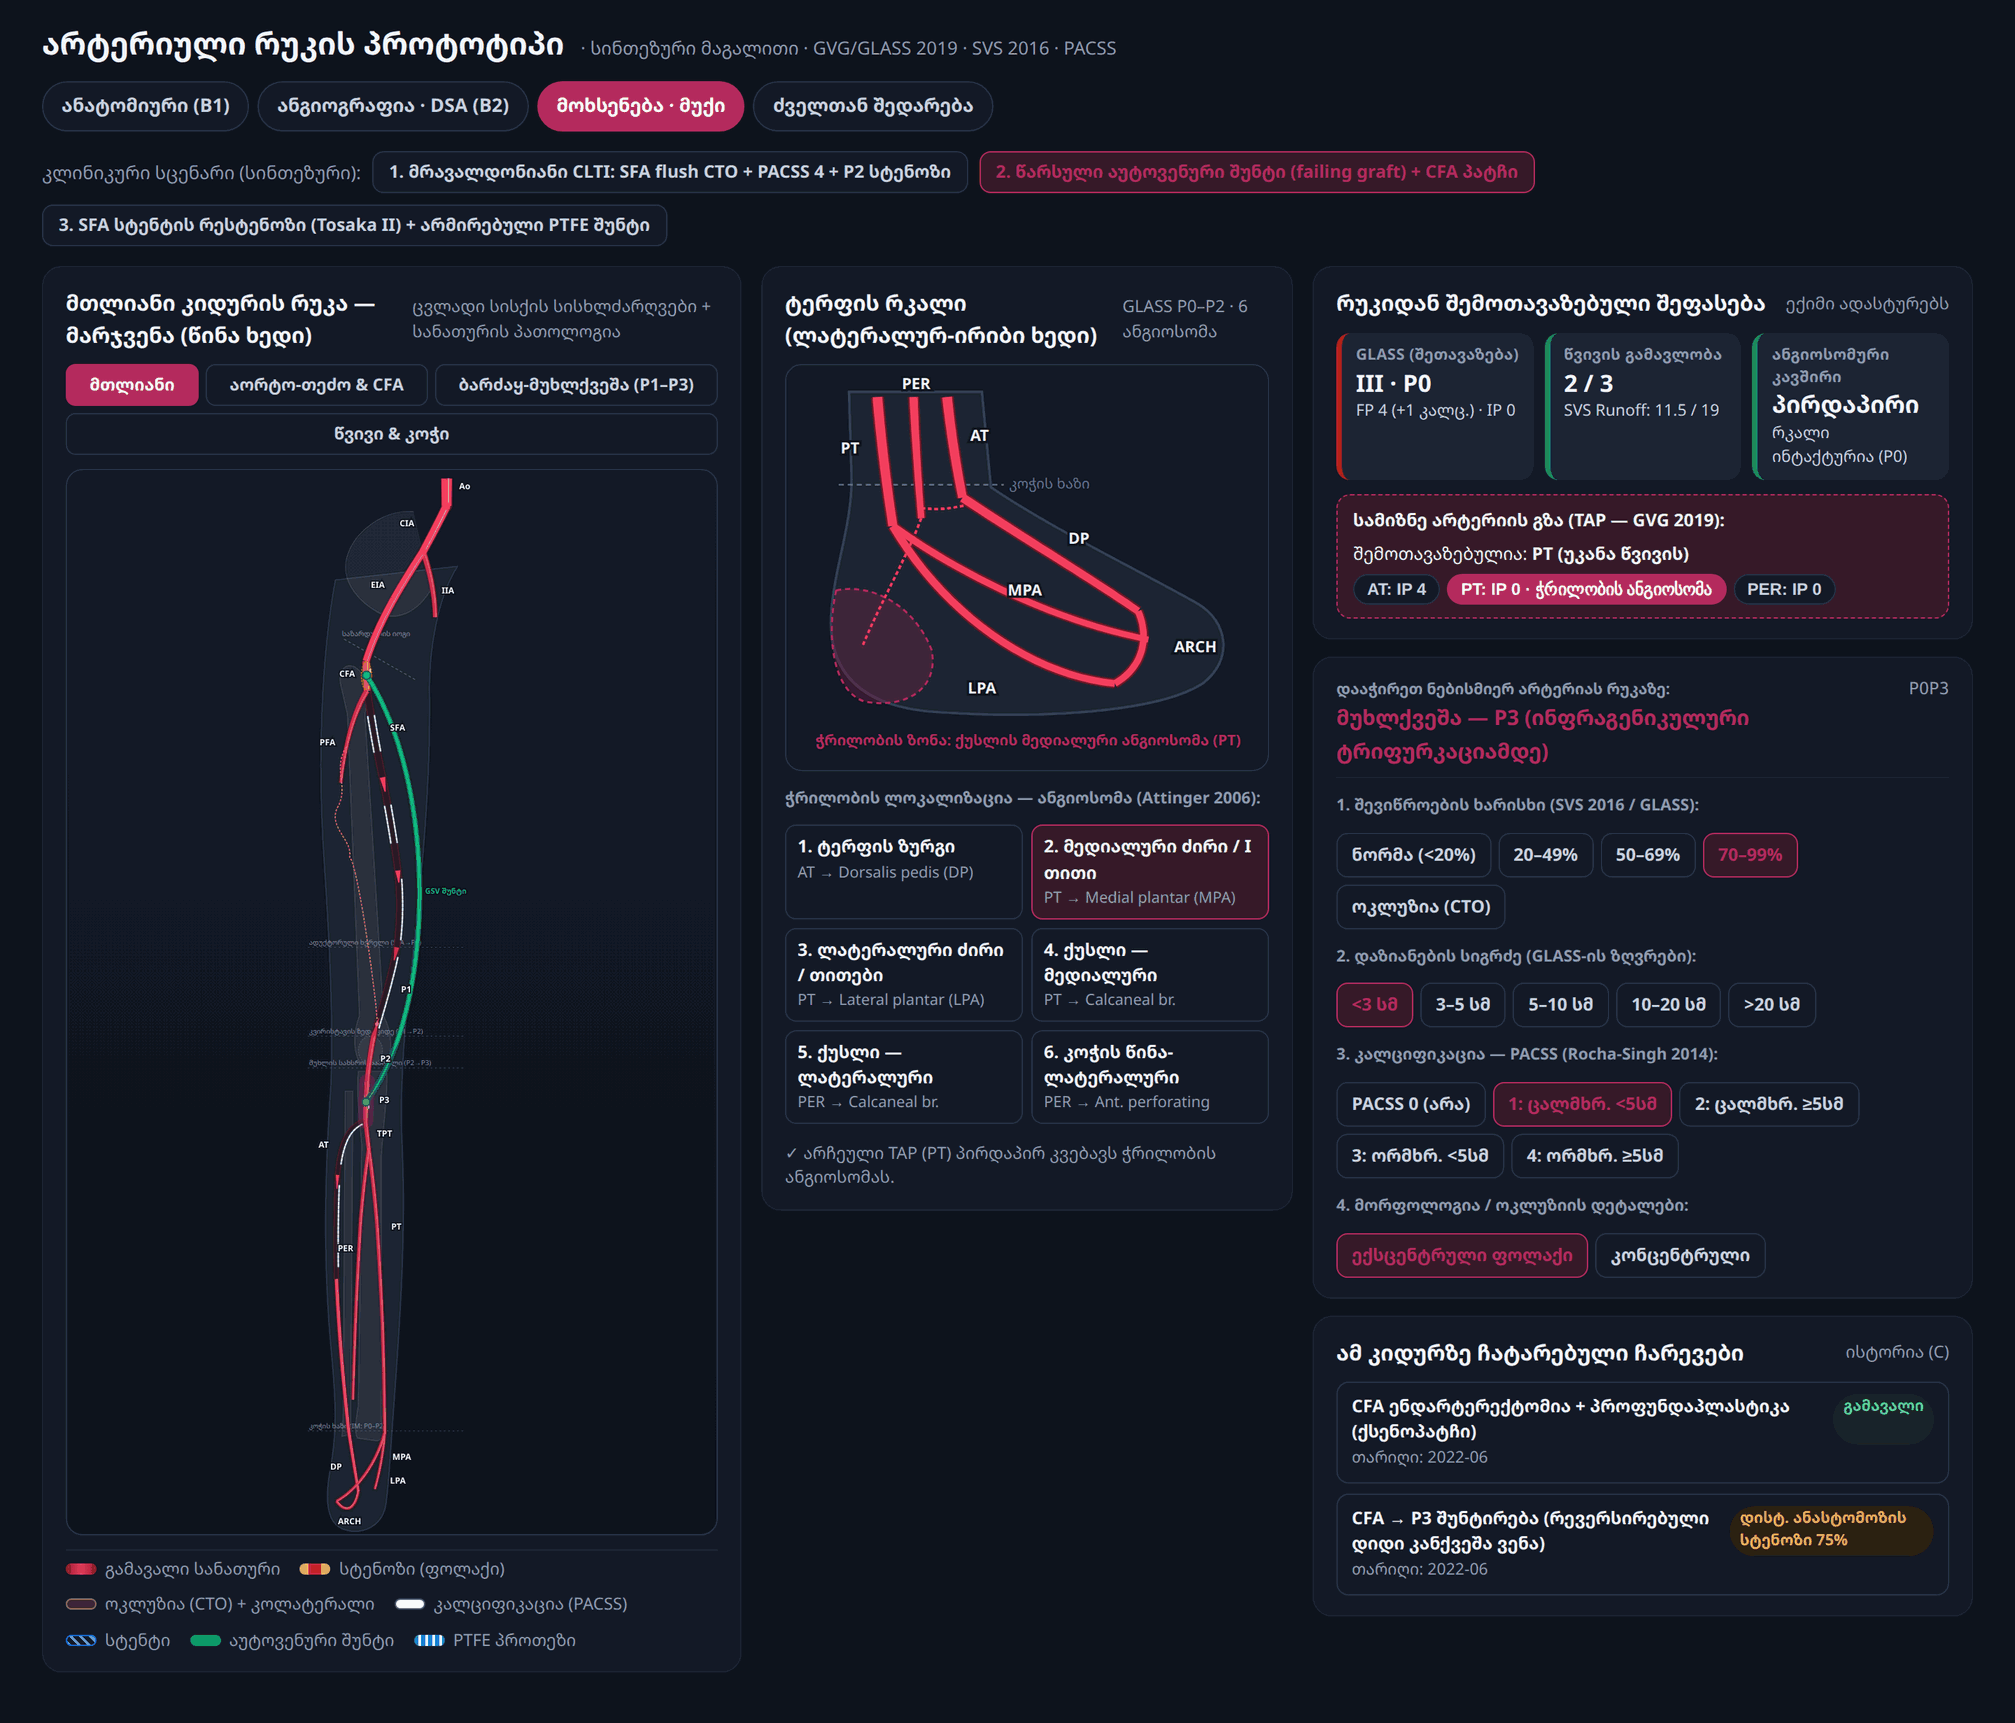 არტერიული რუკის პროტოტიპი · სინთეზური მაგალითი · GVG/GLASS 2019 · SVS 2016 · PACSS
ანატომიური (B1)
ანგიოგრაფია · DSA (B2)
მოხსენება · მუქი
ძველთან შედარება
კლინიკური სცენარი (სინთეზური):
1. მრავალდონიანი CLTI: SFA flush CTO + PACSS 4 + P2 სტენოზი
2. წარსული აუტოვენური შუნტი (failing graft) + CFA პატჩი
3. SFA სტენტის რესტენოზი (Tosaka II) + არმირებული PTFE შუნტი
მთლიანი კიდურის რუკა —
მარჯვენა (წინა ხედი)
ცვლადი სისქის სისხლძარღვები +
სანათურის პათოლოგია
მთლიანი
აორტო-თეძო & CFA
ბარძაყ-მუხლქვეშა (P1–P3)
წვივი & კოჭი
Ao
CIA
EIA
IIA
CFA
SFA
PFA
GSV შუნტი
P1
P2
P3
AT
TPT
PT
PER
DP
MPA
LPA
ARCH
გამავალი სანათური
სტენოზი (ფოლაქი)
ოკლუზია (CTO) + კოლატერალი
კალციფიკაცია (PACSS)
სტენტი
აუტოვენური შუნტი
PTFE პროთეზი
ტერფის რკალი
(ლატერალურ-ირიბი ხედი)
GLASS P0–P2 · 6
ანგიოსომა
PER
PT
AT
კოჭის ხაზი
DP
MPA
ARCH
LPA
ჭრილობის ზონა: ქუსლის მედიალური ანგიოსომა (PT)
ჭრილობის ლოკალიზაცია — ანგიოსომა (Attinger 2006):
1. ტერფის ზურგი
AT → Dorsalis pedis (DP)
2. მედიალური ძირი / I
თითი
PT → Medial plantar (MPA)
3. ლატერალური ძირი
/ თითები
PT → Lateral plantar (LPA)
4. ქუსლი —
მედიალური
PT → Calcaneal br.
5. ქუსლი —
ლატერალური
PER → Calcaneal br.
6. კოჭის წინა-
ლატერალური
PER → Ant. perforating
✓ არჩეული TAP (PT) პირდაპირ კვებავს ჭრილობის
ანგიოსომას.
რუკიდან შემოთავაზებული შეფასება
ექიმი ადასტურებს
GLASS (შეთავაზება)
III · P0
FP 4 (+1 კალც.) · IP 0
წვივის გამავლობა
2 / 3
SVS Runoff: 11.5 / 19
ანგიოსომური
კავშირი
პირდაპირი
რკალი
ინტაქტურია (P0)
სამიზნე არტერიის გზა (TAP — GVG 2019):
შემოთავაზებულია: PT (უკანა წვივის)
AT: IP 4
PT: IP 0 · ჭრილობის ანგიოსომა
PER: IP 0
დააჭირეთ ნებისმიერ არტერიას რუკაზე:
P0P3
მუხლქვეშა — P3 (ინფრაგენიკულური
ტრიფურკაციამდე)
1. შევიწროების ხარისხი (SVS 2016 / GLASS):
ნორმა (<20%)
20–49%
50–69%
70–99%
ოკლუზია (CTO)
2. დაზიანების სიგრძე (GLASS-ის ზღვრები):
<3 სმ
3–5 სმ
5–10 სმ
10–20 სმ
>20 სმ
3. კალციფიკაცია — PACSS (Rocha-Singh 2014):
PACSS 0 (არა)
1: ცალმხრ. <5სმ
2: ცალმხრ. ≥5სმ
3: ორმხრ. <5სმ
4: ორმხრ. ≥5სმ
4. მორფოლოგია / ოკლუზიის დეტალები:
ექსცენტრული ფოლაქი
კონცენტრული
ამ კიდურზე ჩატარებული ჩარევები
ისტორია (C)
CFA ენდარტერექტომია + პროფუნდაპლასტიკა
(ქსენოპატჩი)
თარიღი: 2022-06
გამავალი
CFA → P3 შუნტირება (რევერსირებული
დიდი კანქვეშა ვენა)
თარიღი: 2022-06
დისტ. ანასტომოზის
სტენოზი 75%